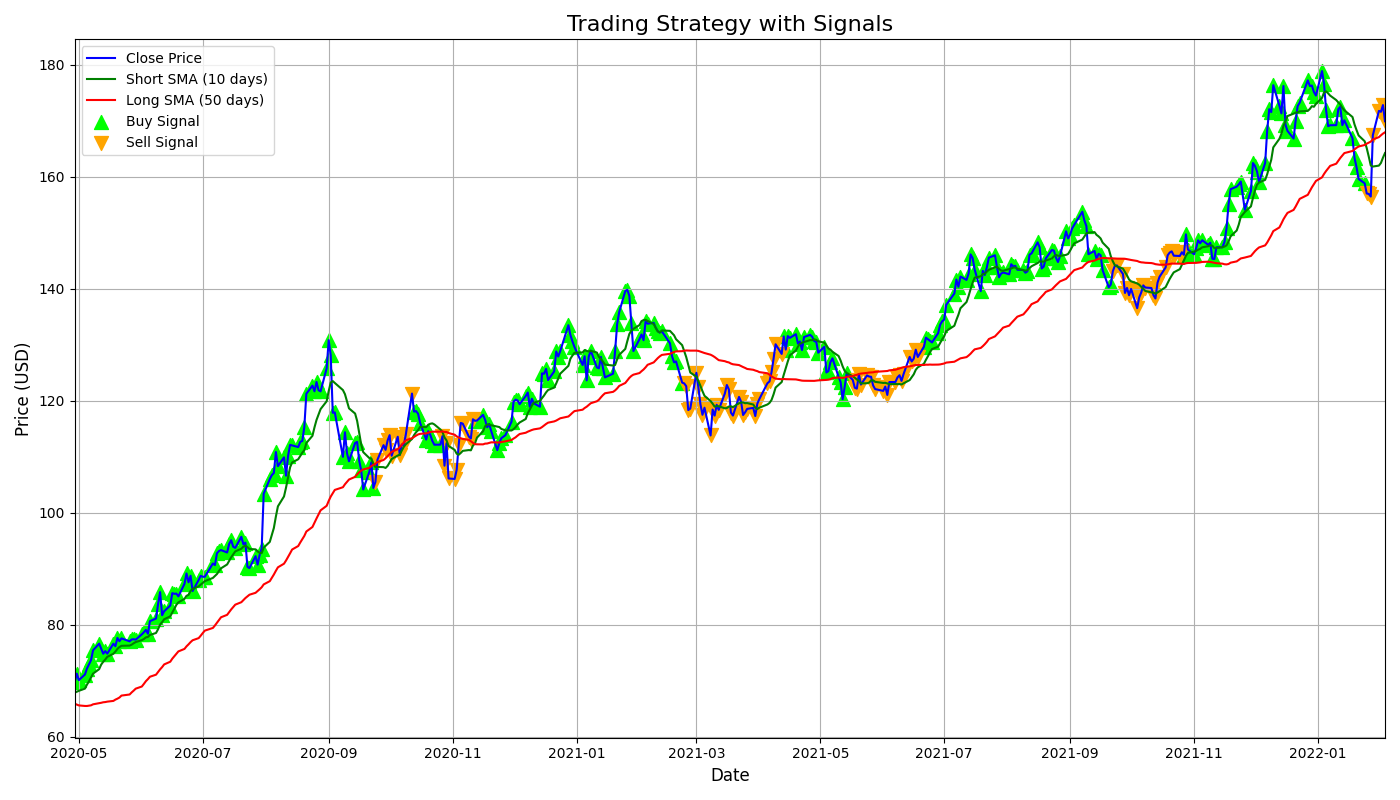 Trading Strategy with Signals
Close Price
Short SMA (10 days)
Long SMA (50 days)
Buy Signal
Sell Signal
180
160
140
120
100
80
60
Price (USD)
2020-05 2020-07 2020-09 2020-11 2021-01 2021-03 2021-05 2021-07 2021-09 2021-11 2022-01
Date